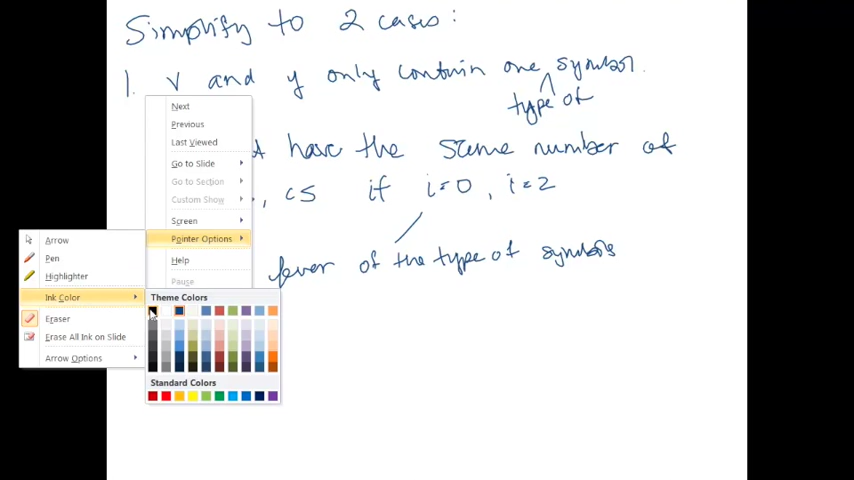 Simplify to 2 cases:
1. v and y only contain one symbol.
type of
have the same number of
, cs if i=0, i=2
fever of the type of symbols
Next
Previous
Last Viewed
Go to Slide
Go to Section
Custom Show
Screen
Pointer Options
Help
Pause
Arrow
Pen
Highlighter
Ink Color
Eraser
Erase All Ink on Slide
Arrow Options
Theme Colors
Standard Colors